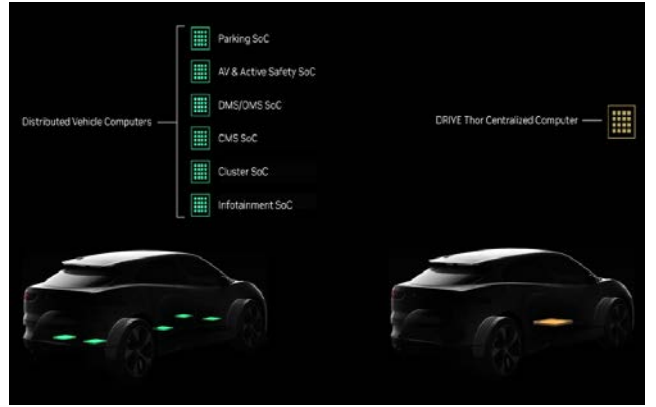 Parking SoC
AV & Active Safety SoC
DMS/OMS SoC
Distributed Vehicle Computers
CMS SoC
Cluster SoC
Infotainment SoC
DRIVE Thor Centralized Computer